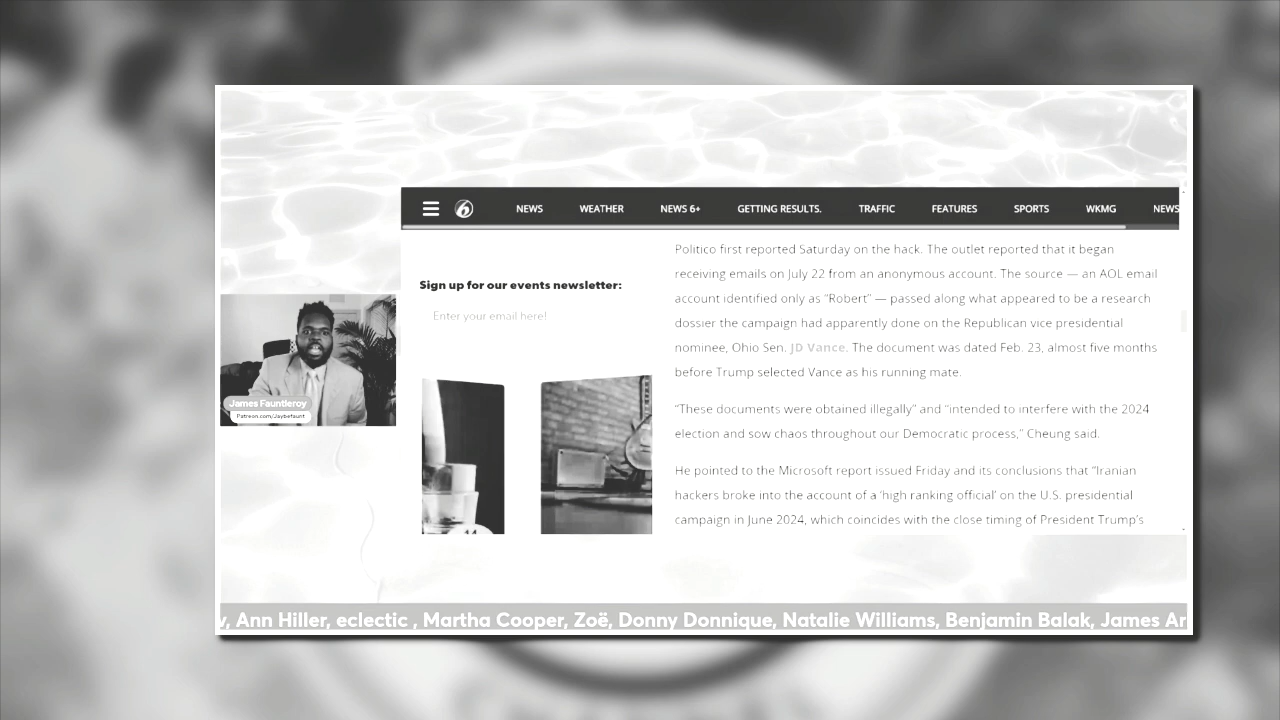 6 NEWS WEATHER NEWS 6+ GETTING RESULTS. TRAFFIC FEATURES SPORTS WKMG NEWS
Sign up for our events newsletter:
Enter your email here!
Politico first reported Saturday on the hack. The outlet reported that it began
receiving emails on July 22 from an anonymous account. The source — an AOL email
account identified only as “Robert” — passed along what appeared to be a research
dossier the campaign had apparently done on the Republican vice presidential
nominee, Ohio Sen. JD Vance. The document was dated Feb. 23, almost five months
before Trump selected Vance as his running mate.
“These documents were obtained illegally” and “intended to interfere with the 2024
election and sow chaos throughout our Democratic process,” Cheung said.
He pointed to the Microsoft report issued Friday and its conclusions that “Iranian
hackers broke into the account of a ‘high ranking official’ on the U.S. presidential
campaign in June 2024, which coincides with the close timing of President Trump’s
James Fauntleroy
Patreon.com/Jaybefaunt
y, Ann Hiller, eclectic , Martha Cooper, Zoë, Donny Donnique, Natalie Williams, Benjamin Balak, James Ar